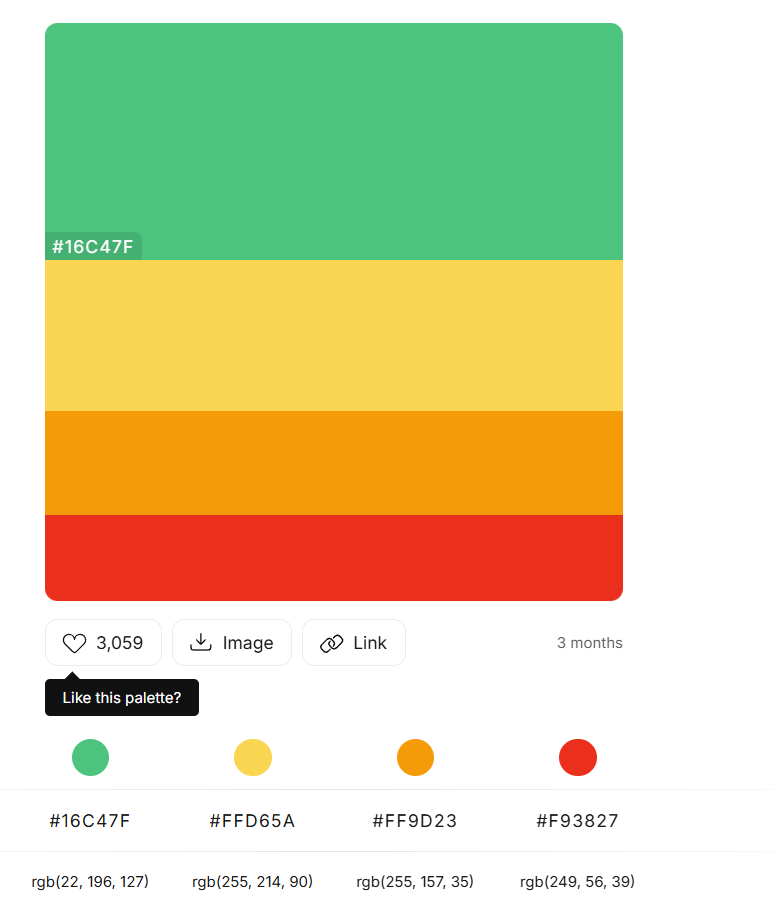 #16C47F
3,059 Image Link 3 months
Like this palette?
#16C47F #FFD65A #FF9D23 #F93827
rgb(22, 196, 127) rgb(255, 214, 90) rgb(255, 157, 35) rgb(249, 56, 39)